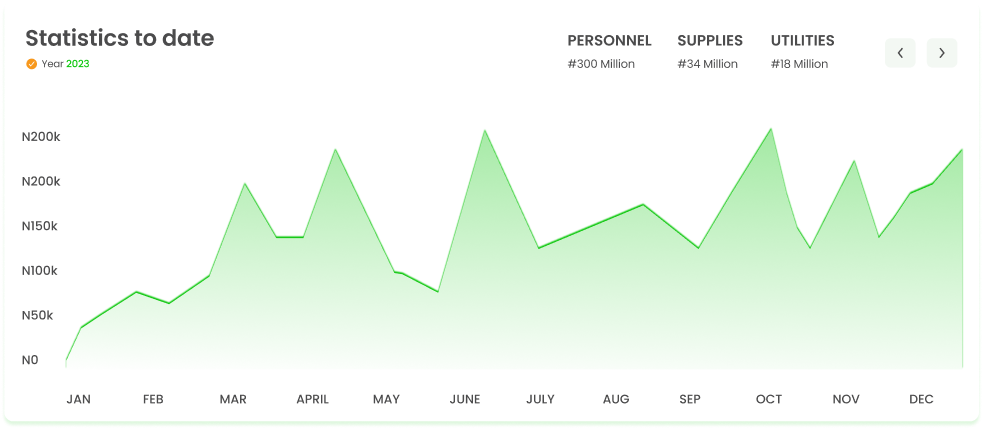 Statistics to date
Year 2023
PERSONNEL
#300 Million
SUPPLIES
#34 Million
UTILITIES
#18 Million
N200k
N200k
N150k
N100k
N50k
N0
JAN FEB MAR APRIL MAY JUNE JULY AUG SEP OCT NOV DEC